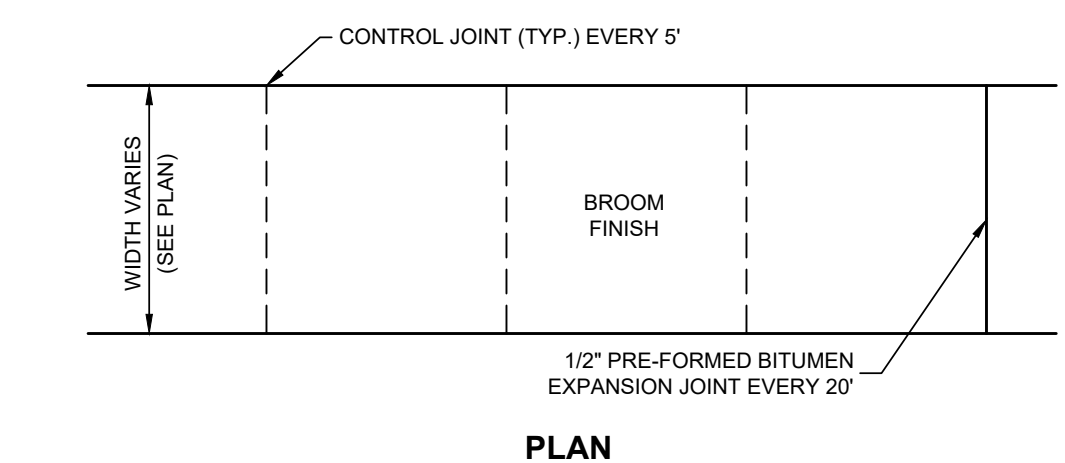 CONTROL JOINT (TYP.) EVERY 5'
WIDTH VARIES
(SEE PLAN)
BROOM
FINISH
1/2" PRE-FORMED BITUMEN
EXPANSION JOINT EVERY 20'
PLAN